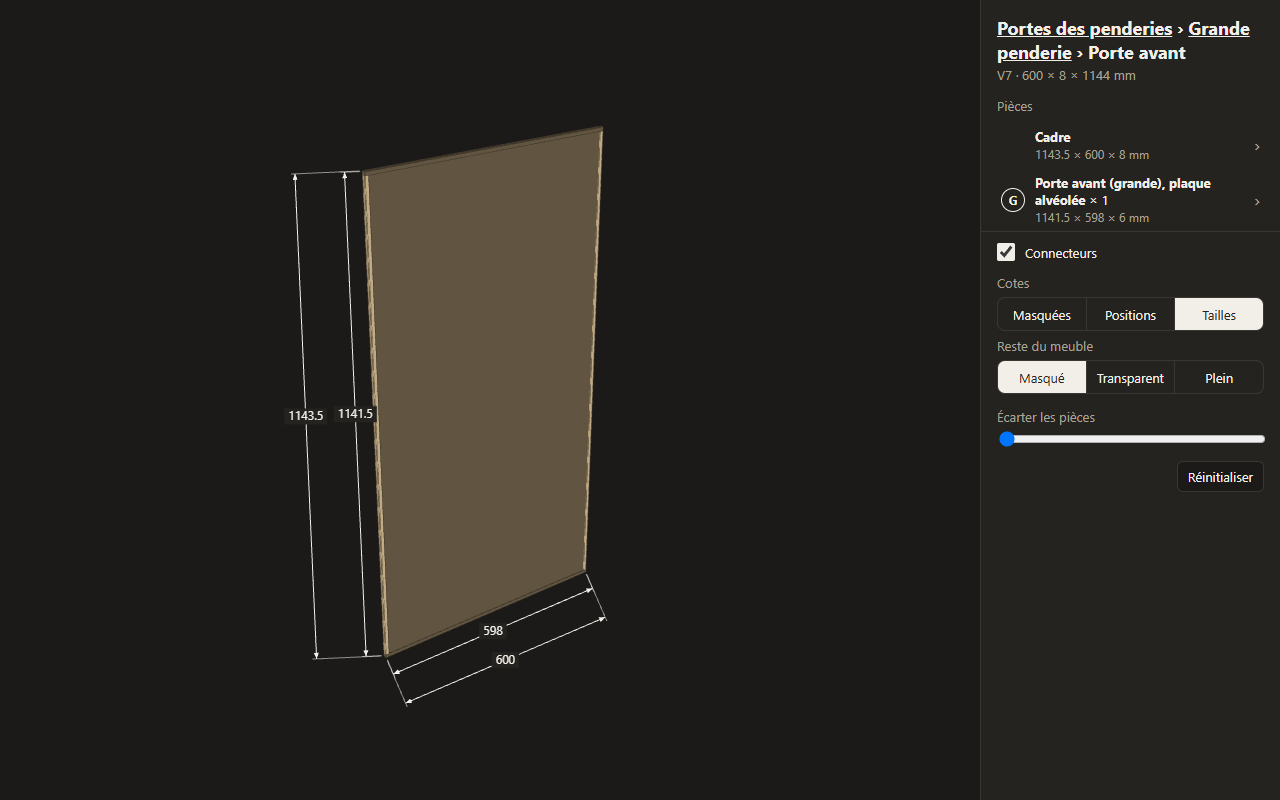 Portes des penderies › Grande
penderie › Porte avant
V7 · 600 × 8 × 1144 mm
Pièces
Cadre
1143.5 × 600 × 8 mm
›
G
Porte avant (grande), plaque
alvéolée × 1
1141.5 × 598 × 6 mm
›
Connecteurs
Cotes
Masquées Positions Tailles
Reste du meuble
Masqué Transparent Plein
Écarter les pièces
Réinitialiser
1143.5 1141.5
598
600